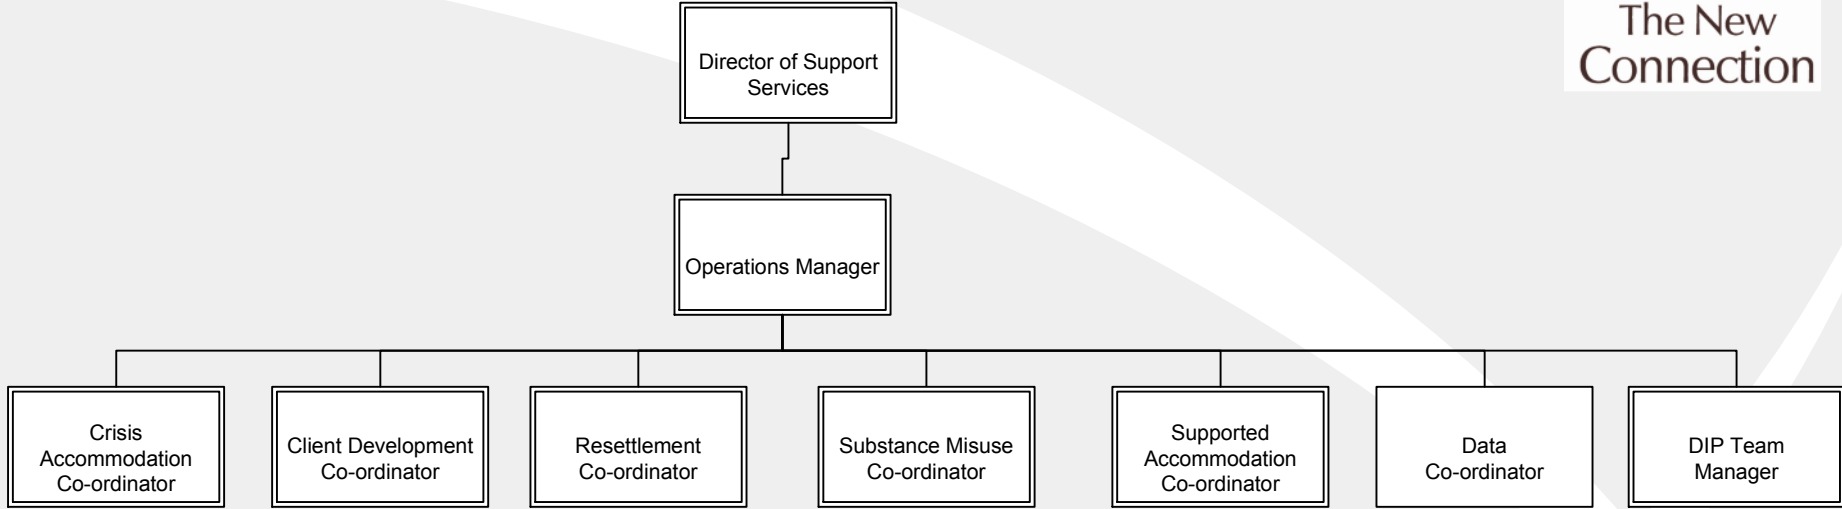 The New
Connection
Director of Support
Services
Operations Manager
Crisis
Accommodation
Co-ordinator
Client Development
Co-ordinator
Resettlement
Co-ordinator
Substance Misuse
Co-ordinator
Supported
Accommodation
Co-ordinator
Data
Co-ordinator
DIP Team
Manager